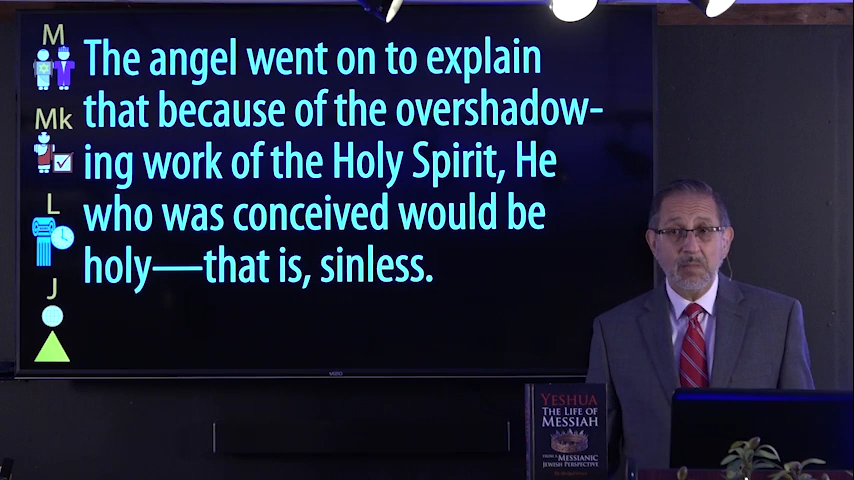 M
Mk
L
J
The angel went on to explain
that because of the overshadow-
ing work of the Holy Spirit, He
who was conceived would be
holy—that is, sinless.
YESHUA
THE LIFE OF
MESSIAH
FROM A
MESSIANIC
JEWISH PERSPECTIVE